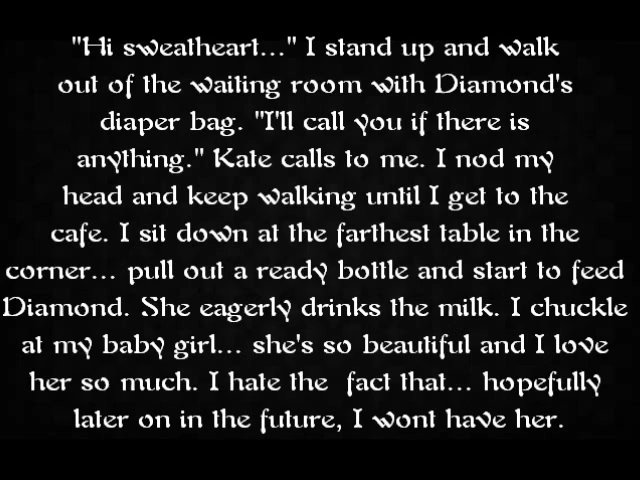 "Hi sweatheart..." I stand up and walk
out of the waiting room with Diamond's
diaper bag. "I'll call you if there is
anything." Kate calls to me. I nod my
head and keep walking until I get to the
cafe. I sit down at the farthest table in the
corner... pull out a ready bottle and start to feed
Diamond. She eagerly drinks the milk. I chuckle
at my baby girl... she's so beautiful and I love
her so much. I hate the  fact that... hopefully
later on in the future, I wont have her.